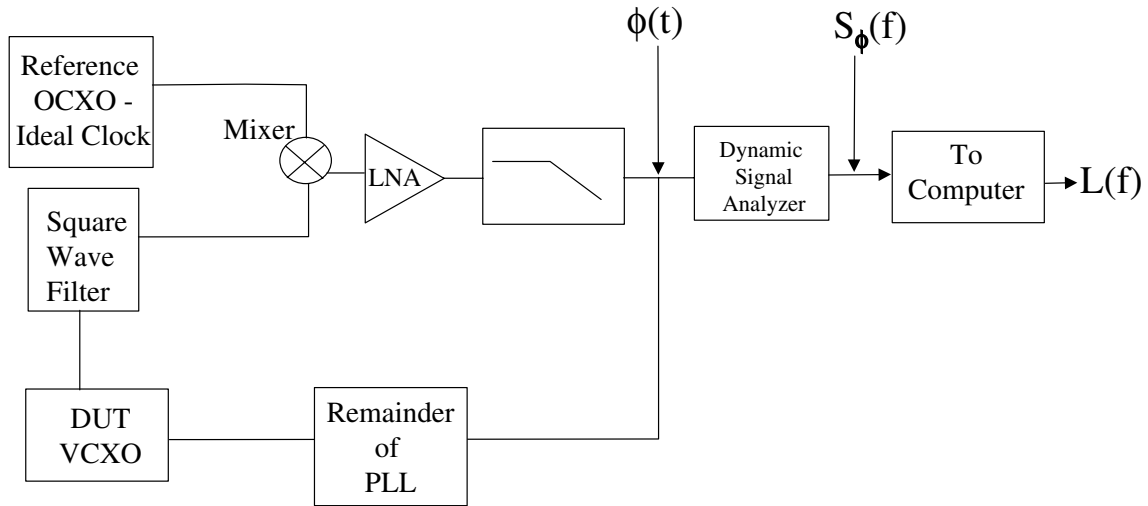 Reference
OCXO -
Ideal Clock
Mixer
LNA
ϕ(t)
Dynamic
Signal
Analyzer
Sϕ(f)
To
Computer
L(f)
Square
Wave
Filter
DUT
VCXO
Remainder
of
PLL